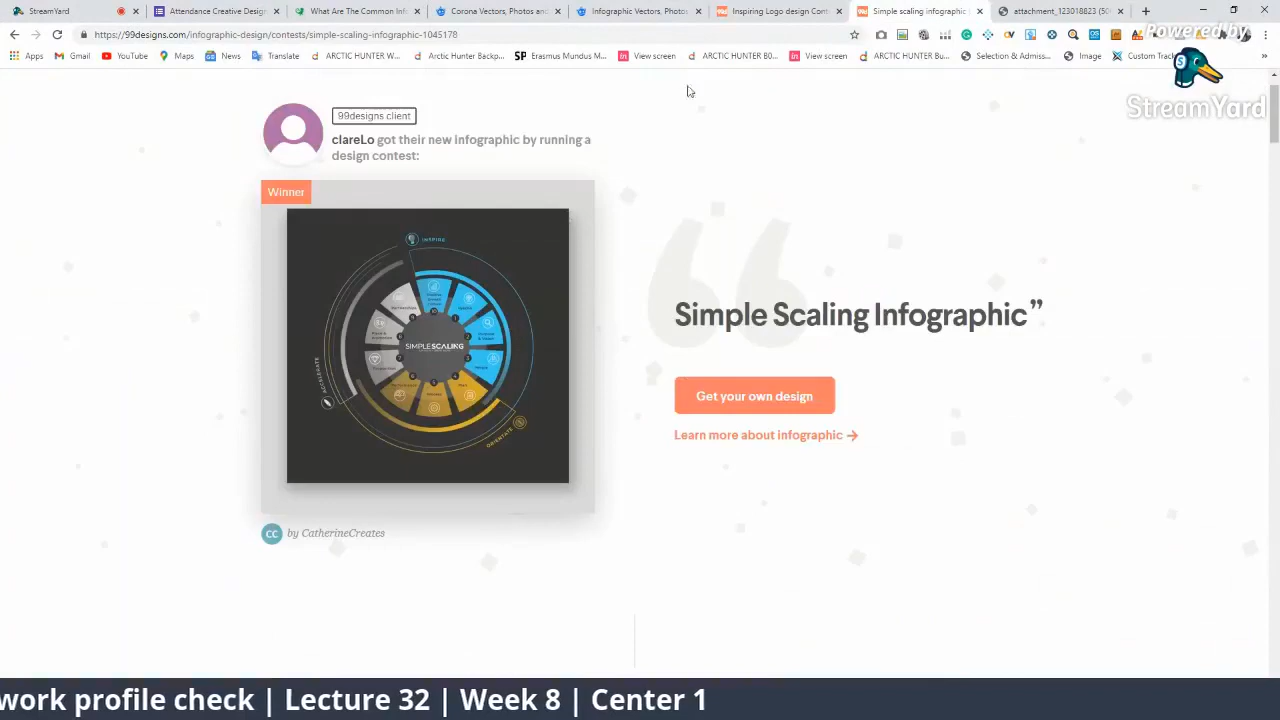 StreamYard
Attendance Creative Design
What Are The Common Inf
Corona Vectors, Photos and
Infographic Vectors, Photos
Inspiring Logo design Cont
Simple scaling infographic
attachment_123018823 (500
https://99designs.com/infographic-design/contests/simple-scaling-infographic-1045178
Apps
Gmail
YouTube
Maps
News
Translate
ARCTIC HUNTER W...
Arctic Hunter Backp...
Erasmus Mundus M...
View screen
ARCTIC HUNTER B0...
View screen
ARCTIC HUNTER Bu...
Selection & Admiss...
Image
Custom Track
Powered by
StreamYard
99designs client
clareLo got their new infographic by running a
design contest:
Winner
INSPIRE
SIMPLESCALING
ACCELERATE
ORIENTATE
Simple Scaling Infographic”
Get your own design
Learn more about infographic →
CC by CatherineCreates
work profile check | Lecture 32 | Week 8 | Center 1